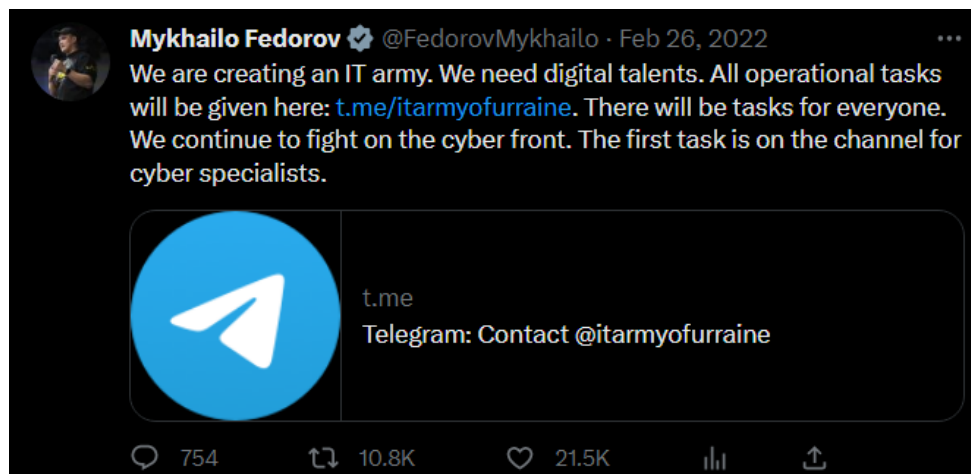 Mykhailo Fedorov @FedorovMykhailo · Feb 26, 2022
We are creating an IT army. We need digital talents. All operational tasks
will be given here: t.me/itarmyofurraine. There will be tasks for everyone.
We continue to fight on the cyber front. The first task is on the channel for
cyber specialists.
t.me
Telegram: Contact @itarmyofurraine
754 10.8K 21.5K